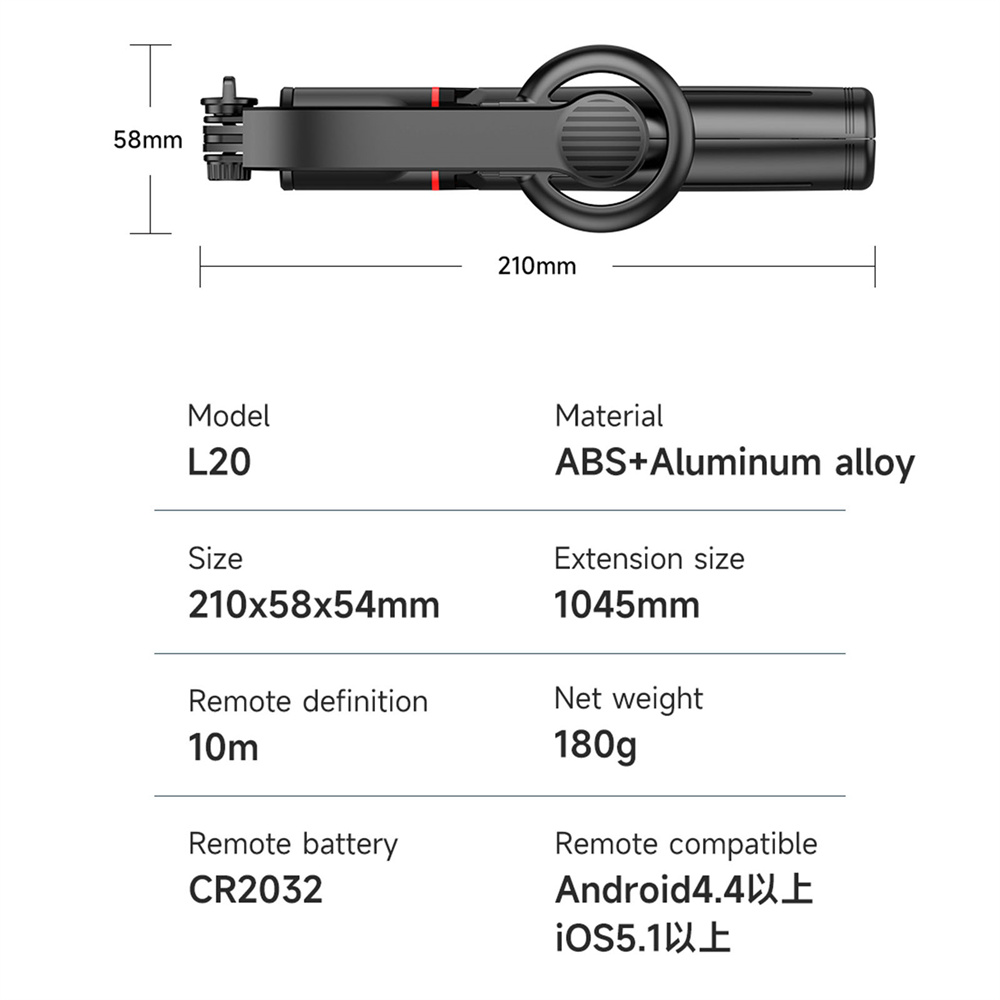 58mm
210mm
Model
L20
Material
ABS+Aluminum alloy
Size
210x58x54mm
Extension size
1045mm
Remote definition
10m
Net weight
180g
Remote battery
CR2032
Remote compatible
Android4.4以上
iOS5.1以上